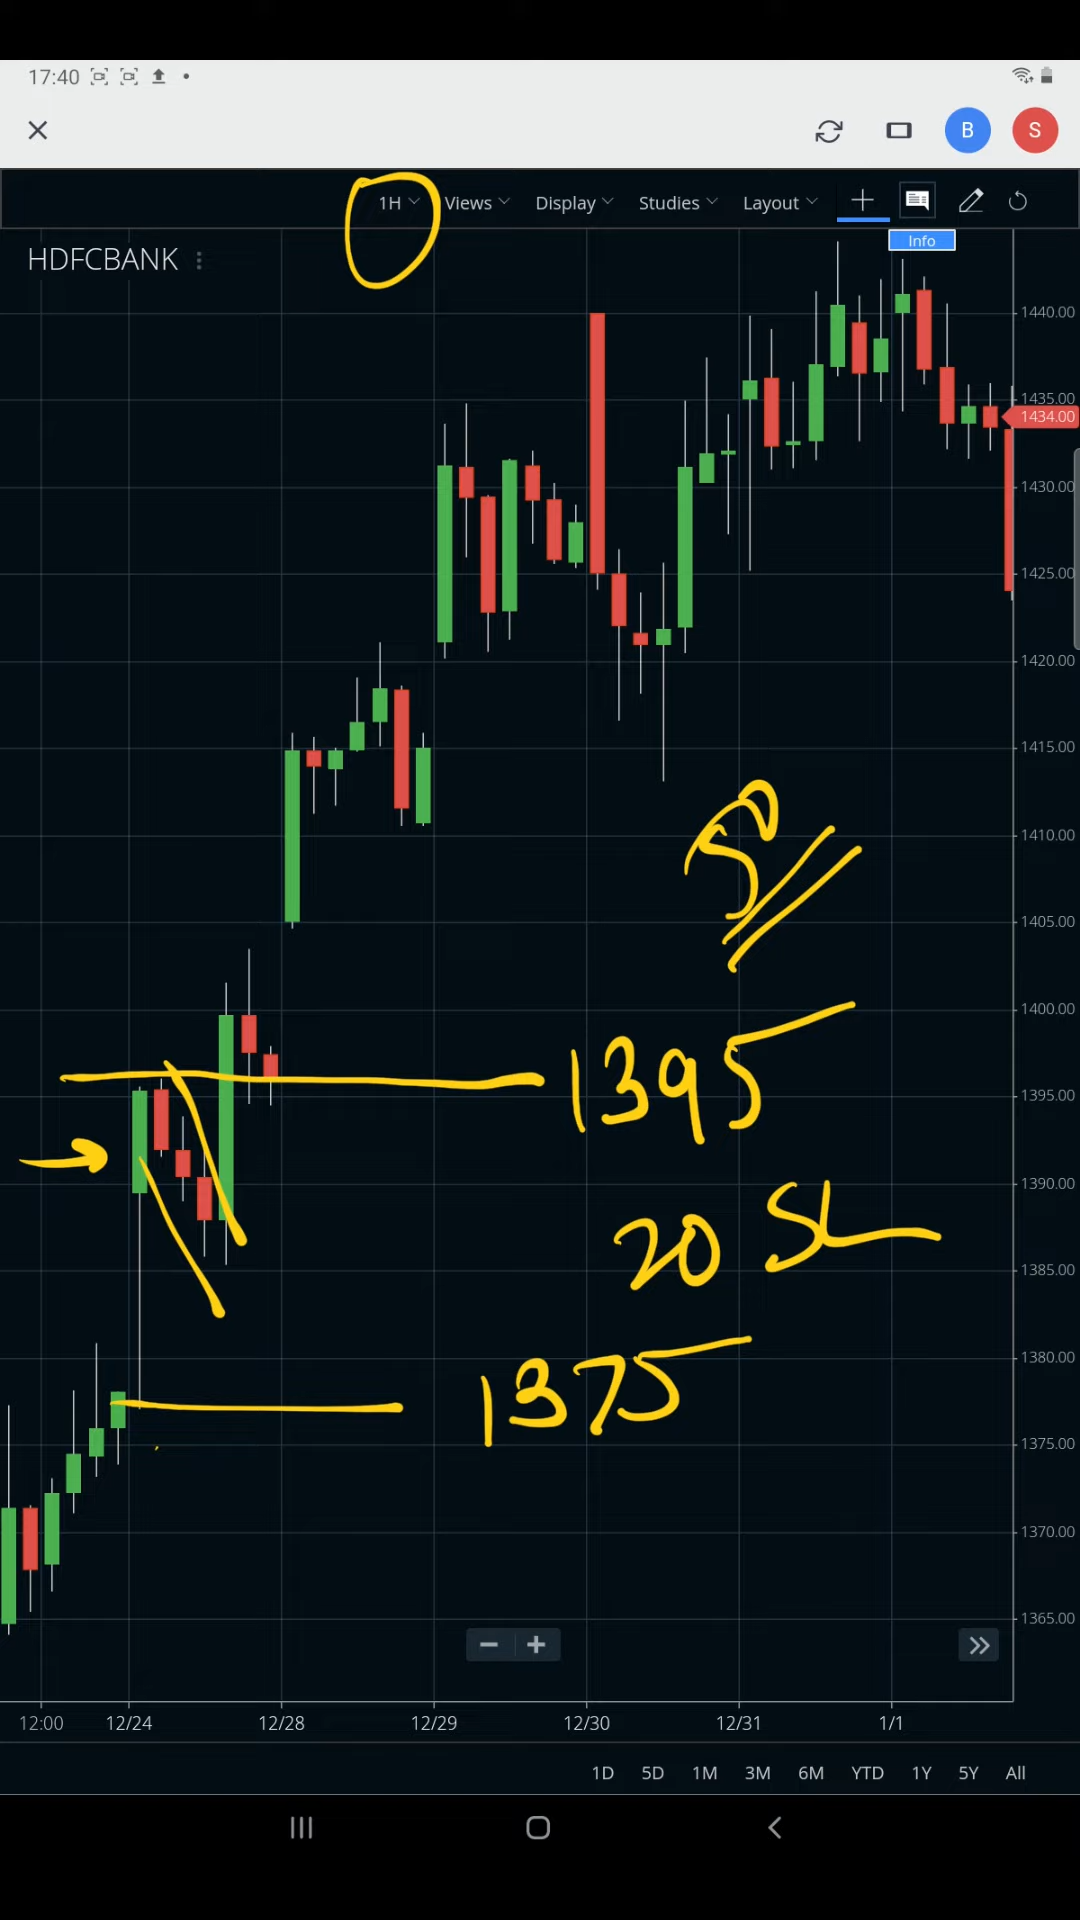 17:40
B S
1H Views Display Studies Layout
Info
HDFCBANK
1440.00
1435.00
1434.00
1430.00
1425.00
1420.00
1415.00
1410.00
1405.00
1400.00
1395
1395.00
1390.00
20 SL
1385.00
1380.00
1375
1375.00
1370.00
1365.00
12:00 12/24 12/28 12/29 12/30 12/31 1/1
1D 5D 1M 3M 6M YTD 1Y 5Y All